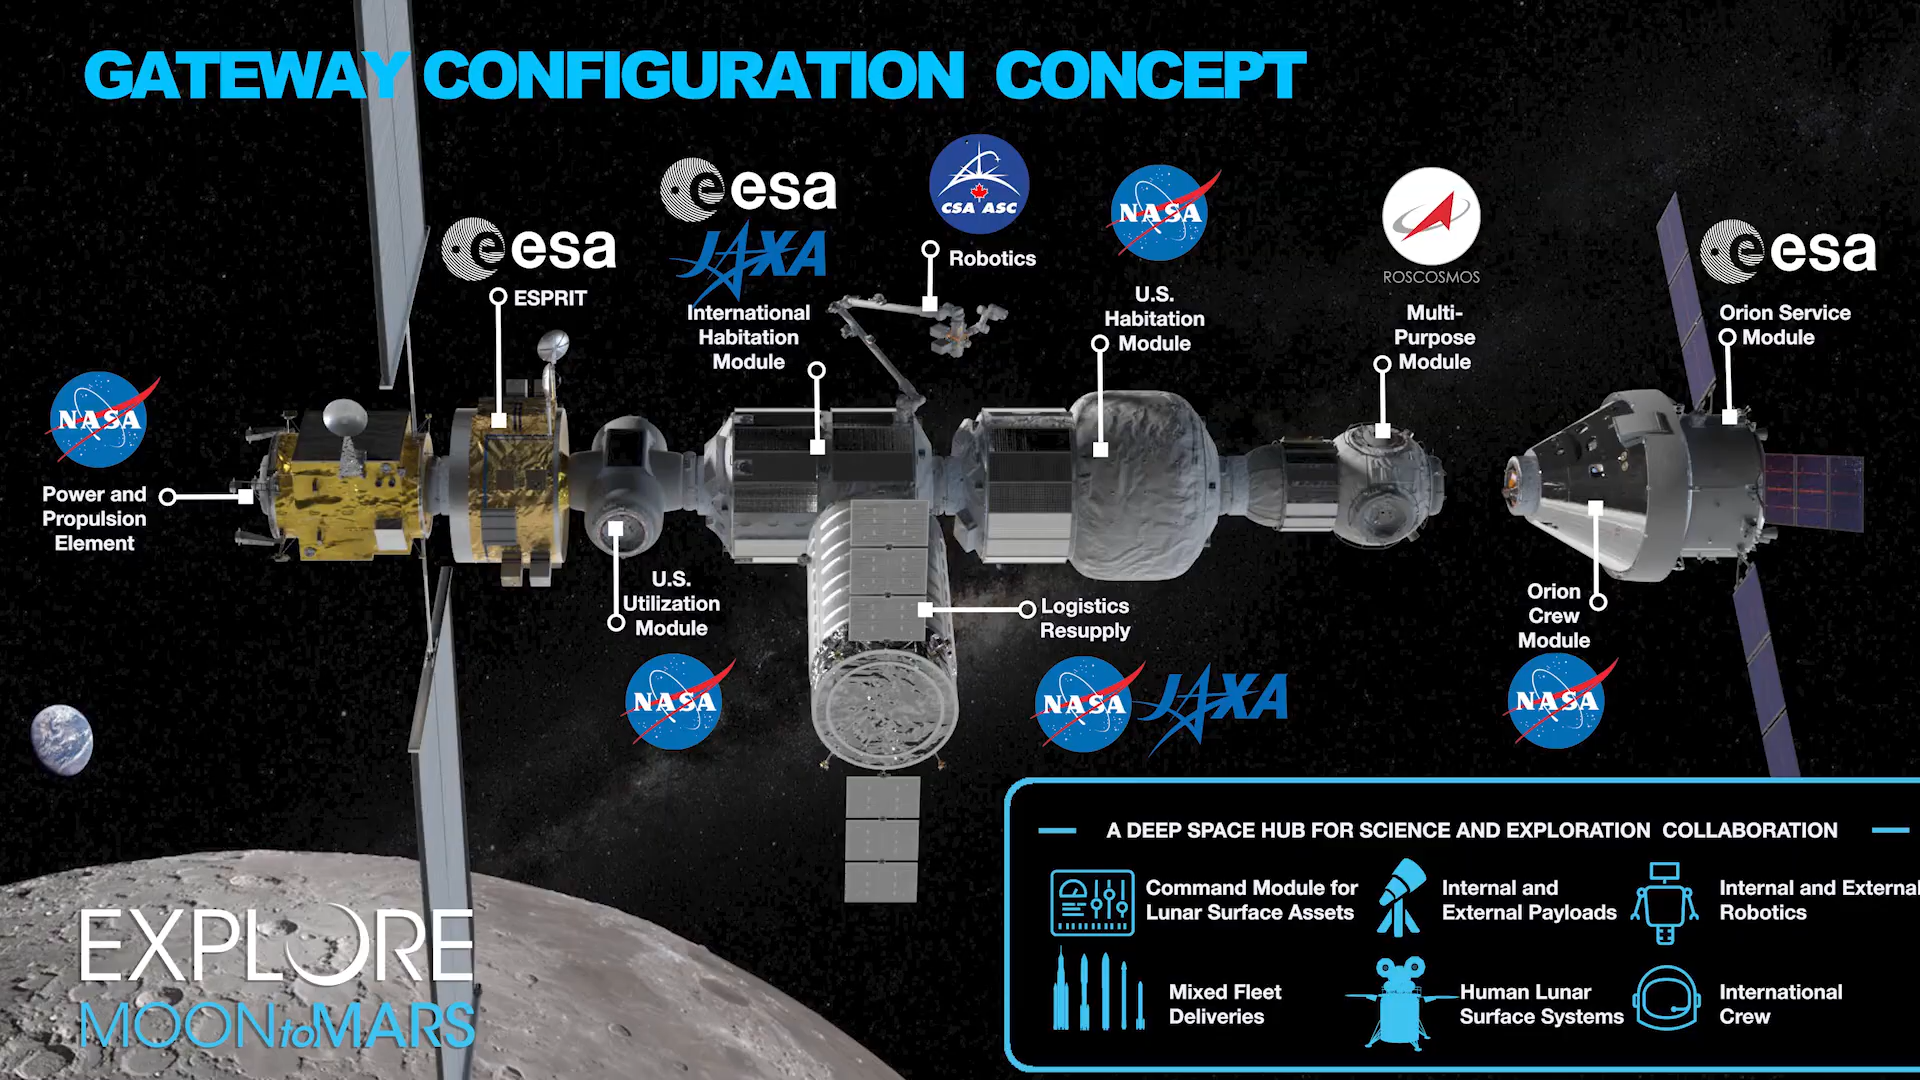 GATEWAY CONFIGURATION CONCEPT
NASA
Power and
Propulsion
Element
esa
ESPRIT
esa
JAXA
International
Habitation
Module
CSA ASC
Robotics
NASA
U.S.
Habitation
Module
ROSCOSMOS
Multi-
Purpose
Module
esa
Orion Service
Module
U.S.
Utilization
Module
NASA
Logistics
Resupply
NASA JAXA
Orion
Crew
Module
NASA
A DEEP SPACE HUB FOR SCIENCE AND EXPLORATION COLLABORATION
Command Module for
Lunar Surface Assets
Internal and
External Payloads
Internal and External
Robotics
Mixed Fleet
Deliveries
Human Lunar
Surface Systems
International
Crew
EXPLORE
MOON to MARS